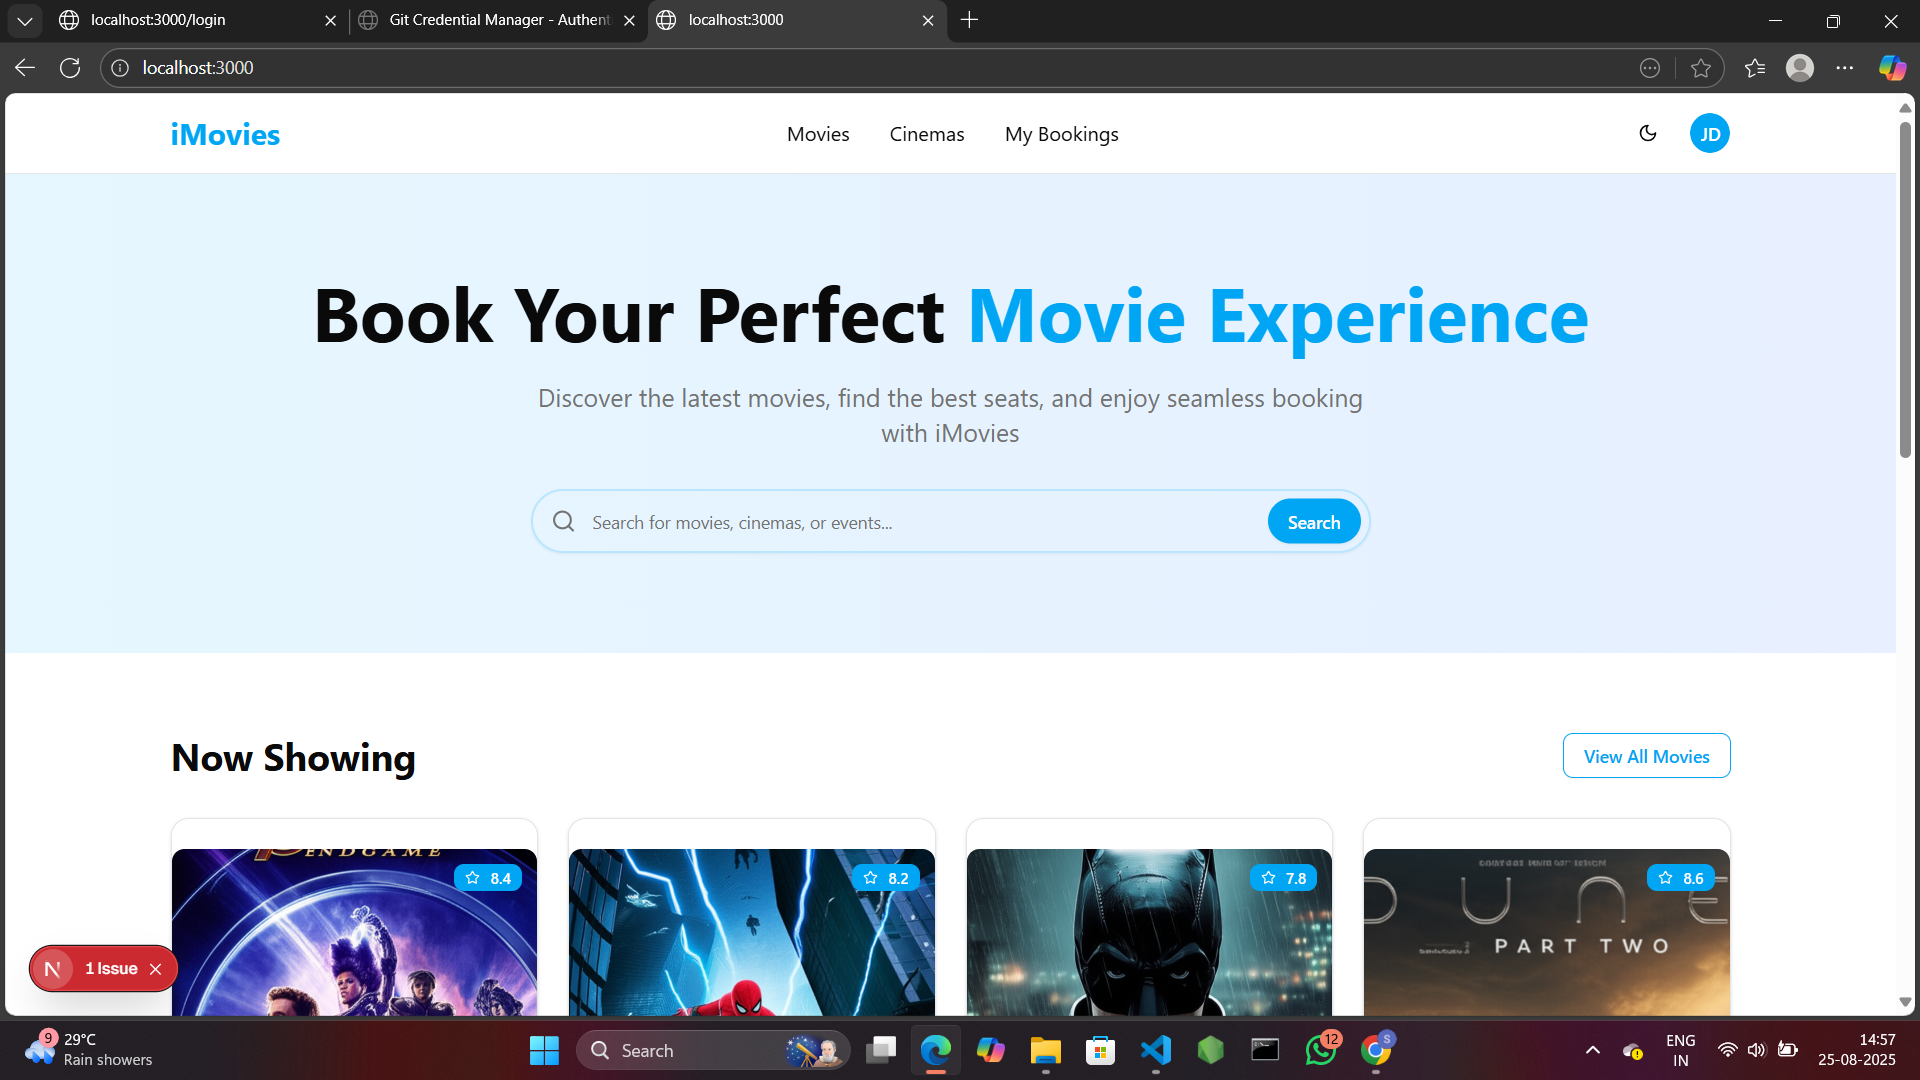 localhost:3000/login
Git Credential Manager - Authent
localhost:3000
localhost:3000
iMovies
Movies
Cinemas
My Bookings
JD
Book Your Perfect Movie Experience
Discover the latest movies, find the best seats, and enjoy seamless booking
with iMovies
Search for movies, cinemas, or events...
Search
Now Showing
View All Movies
ENDGAME
8.4
8.2
7.8
8.6
DUNE
PART TWO
N
1 Issue
9
29°C
Rain showers
Search
12
S
ENG
IN
14:57
25-08-2025